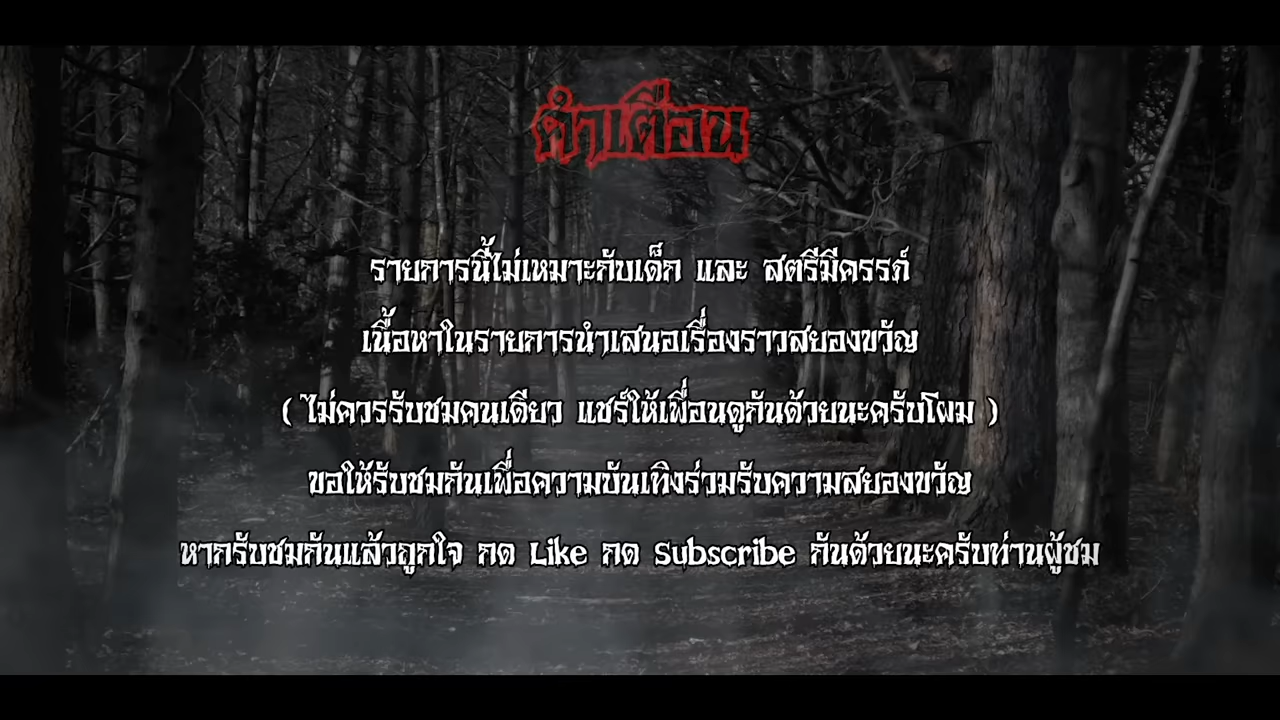 คำเตือน
รายการนี้ไม่เหมาะกับเด็ก และ สตรีมีครรภ์
เนื้อหาในรายการนำเสนอเรื่องราวสยองขวัญ
( ไม่ควรรับชมคนเดียว แชร์ให้เพื่อนดูกันด้วยนะครับโผม )
ขอให้รับชมกันเพื่อความบันเทิงร่วมรับความสยองขวัญ
หากรับชมกันแล้วถูกใจ กด Like กด Subscribe กันด้วยนะครับท่านผู้ชม